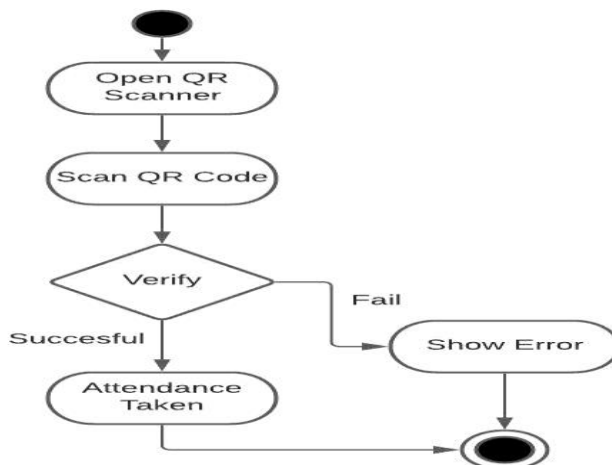 Open QR
Scanner
Scan QR Code
Verify
Fail
Succesful
Show Error
Attendance
Taken